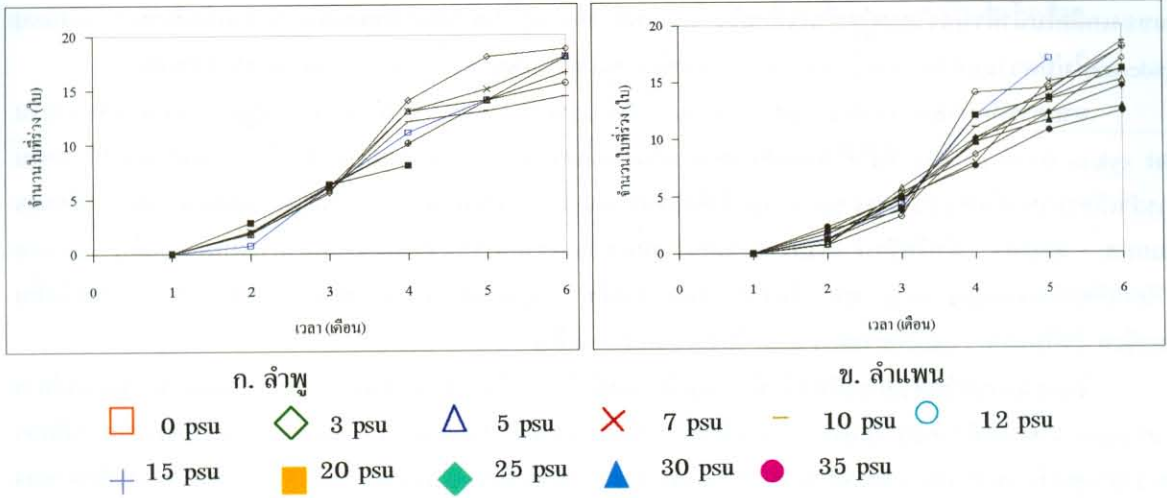 20
15
10
5
0
จำนวนใบที่ร่วง (ใบ)
0 1 2 3 4 5 6
เวลา (เดือน)
20
15
10
5
0
จำนวนใบที่ร่วง (ใบ)
0 1 2 3 4 5 6
เวลา (เดือน)
ก. ลำพู
ข. ลำแพน
0 psu 3 psu 5 psu 7 psu 10 psu 12 psu
15 psu 20 psu 25 psu 30 psu 35 psu